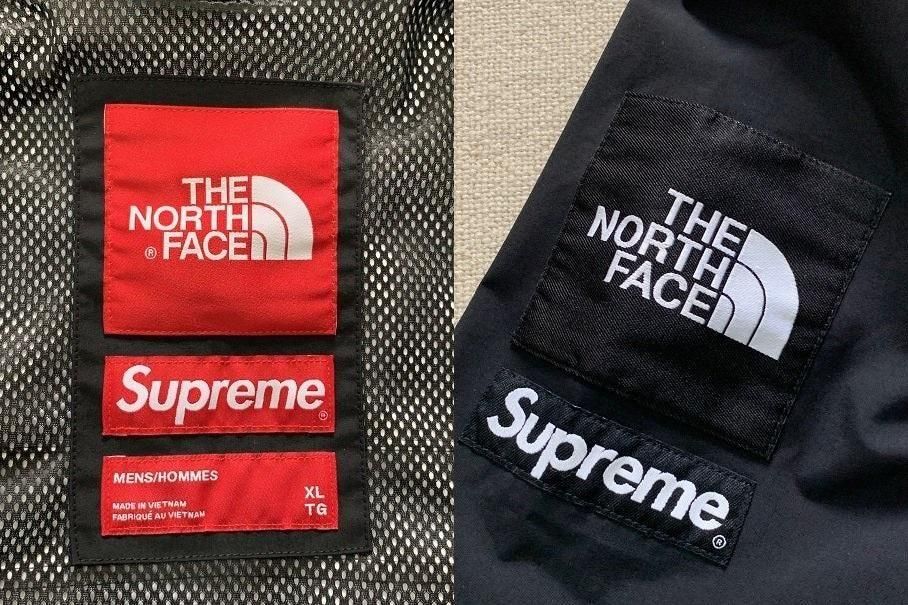 THE
NORTH
® FACE
Supreme
®
MENS/HOMMES
MADE IN VIETNAM
FABRIQUÉ AU VIETNAM
XL
TG
THE
NORTH
FACE
Supreme
®